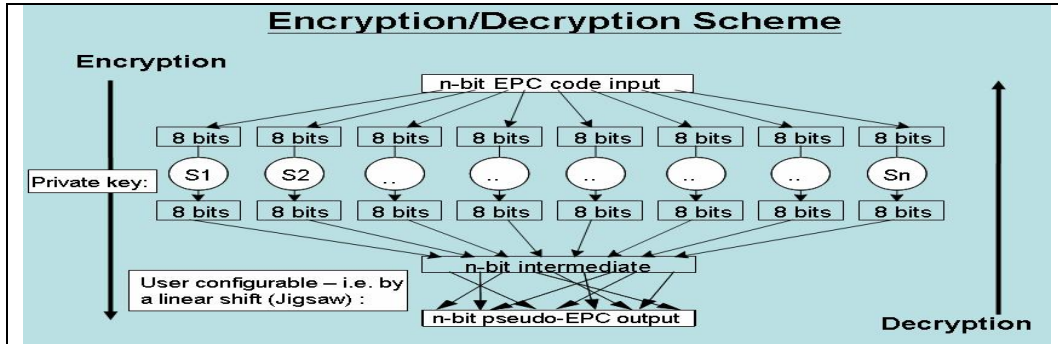 Encryption/Decryption Scheme
Encryption
n-bit EPC code input
8 bits 8 bits 8 bits 8 bits 8 bits 8 bits 8 bits 8 bits
Private key: S1 S2 .. .. .. .. .. Sn
8 bits 8 bits 8 bits 8 bits 8 bits 8 bits 8 bits 8 bits
n-bit intermediate
User configurable – i.e. by
a linear shift (Jigsaw) :
n-bit pseudo-EPC output
Decryption